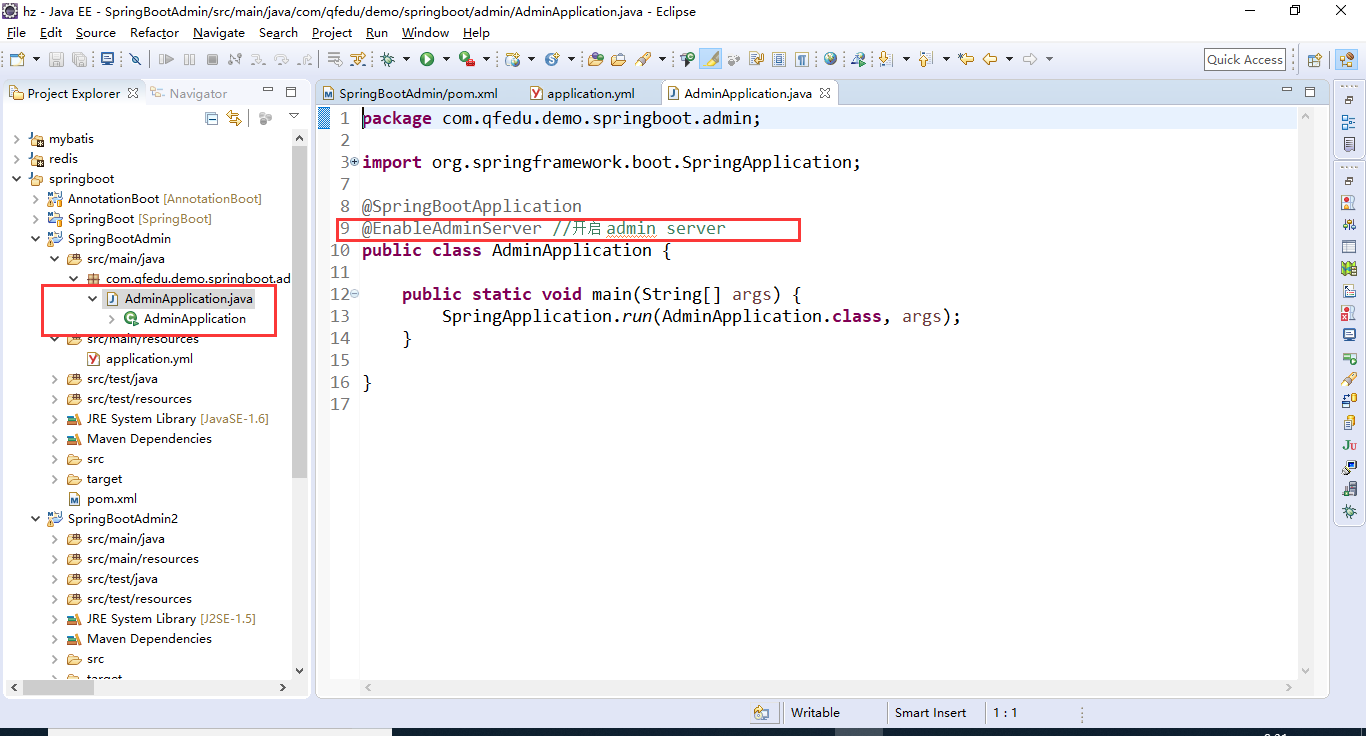 hz - Java EE - SpringBootAdmin/src/main/java/com/qfedu/demo/springboot/admin/AdminApplication.java - Eclipse
File Edit Source Refactor Navigate Search Project Run Window Help
Quick Access
Project Explorer Navigator
mybatis
redis
springboot
AnnotationBoot [AnnotationBoot]
SpringBoot [SpringBoot]
SpringBootAdmin
src/main/java
com.qfedu.demo.springboot.ad
AdminApplication.java
AdminApplication
src/main/resources
application.yml
src/test/java
src/test/resources
JRE System Library [JavaSE-1.6]
Maven Dependencies
src
target
pom.xml
SpringBootAdmin2
src/main/java
src/main/resources
src/test/java
src/test/resources
JRE System Library [J2SE-1.5]
Maven Dependencies
src
target
SpringBootAdmin/pom.xml application.yml AdminApplication.java
1 package com.qfedu.demo.springboot.admin;
2
3 import org.springframework.boot.SpringApplication;
7
8 @SpringBootApplication
9 @EnableAdminServer //开启 admin server
10 public class AdminApplication {
11
12 public static void main(String[] args) {
13 SpringApplication.run(AdminApplication.class, args);
14 }
15
16 }
17
Ju
Writable Smart Insert 1 : 1